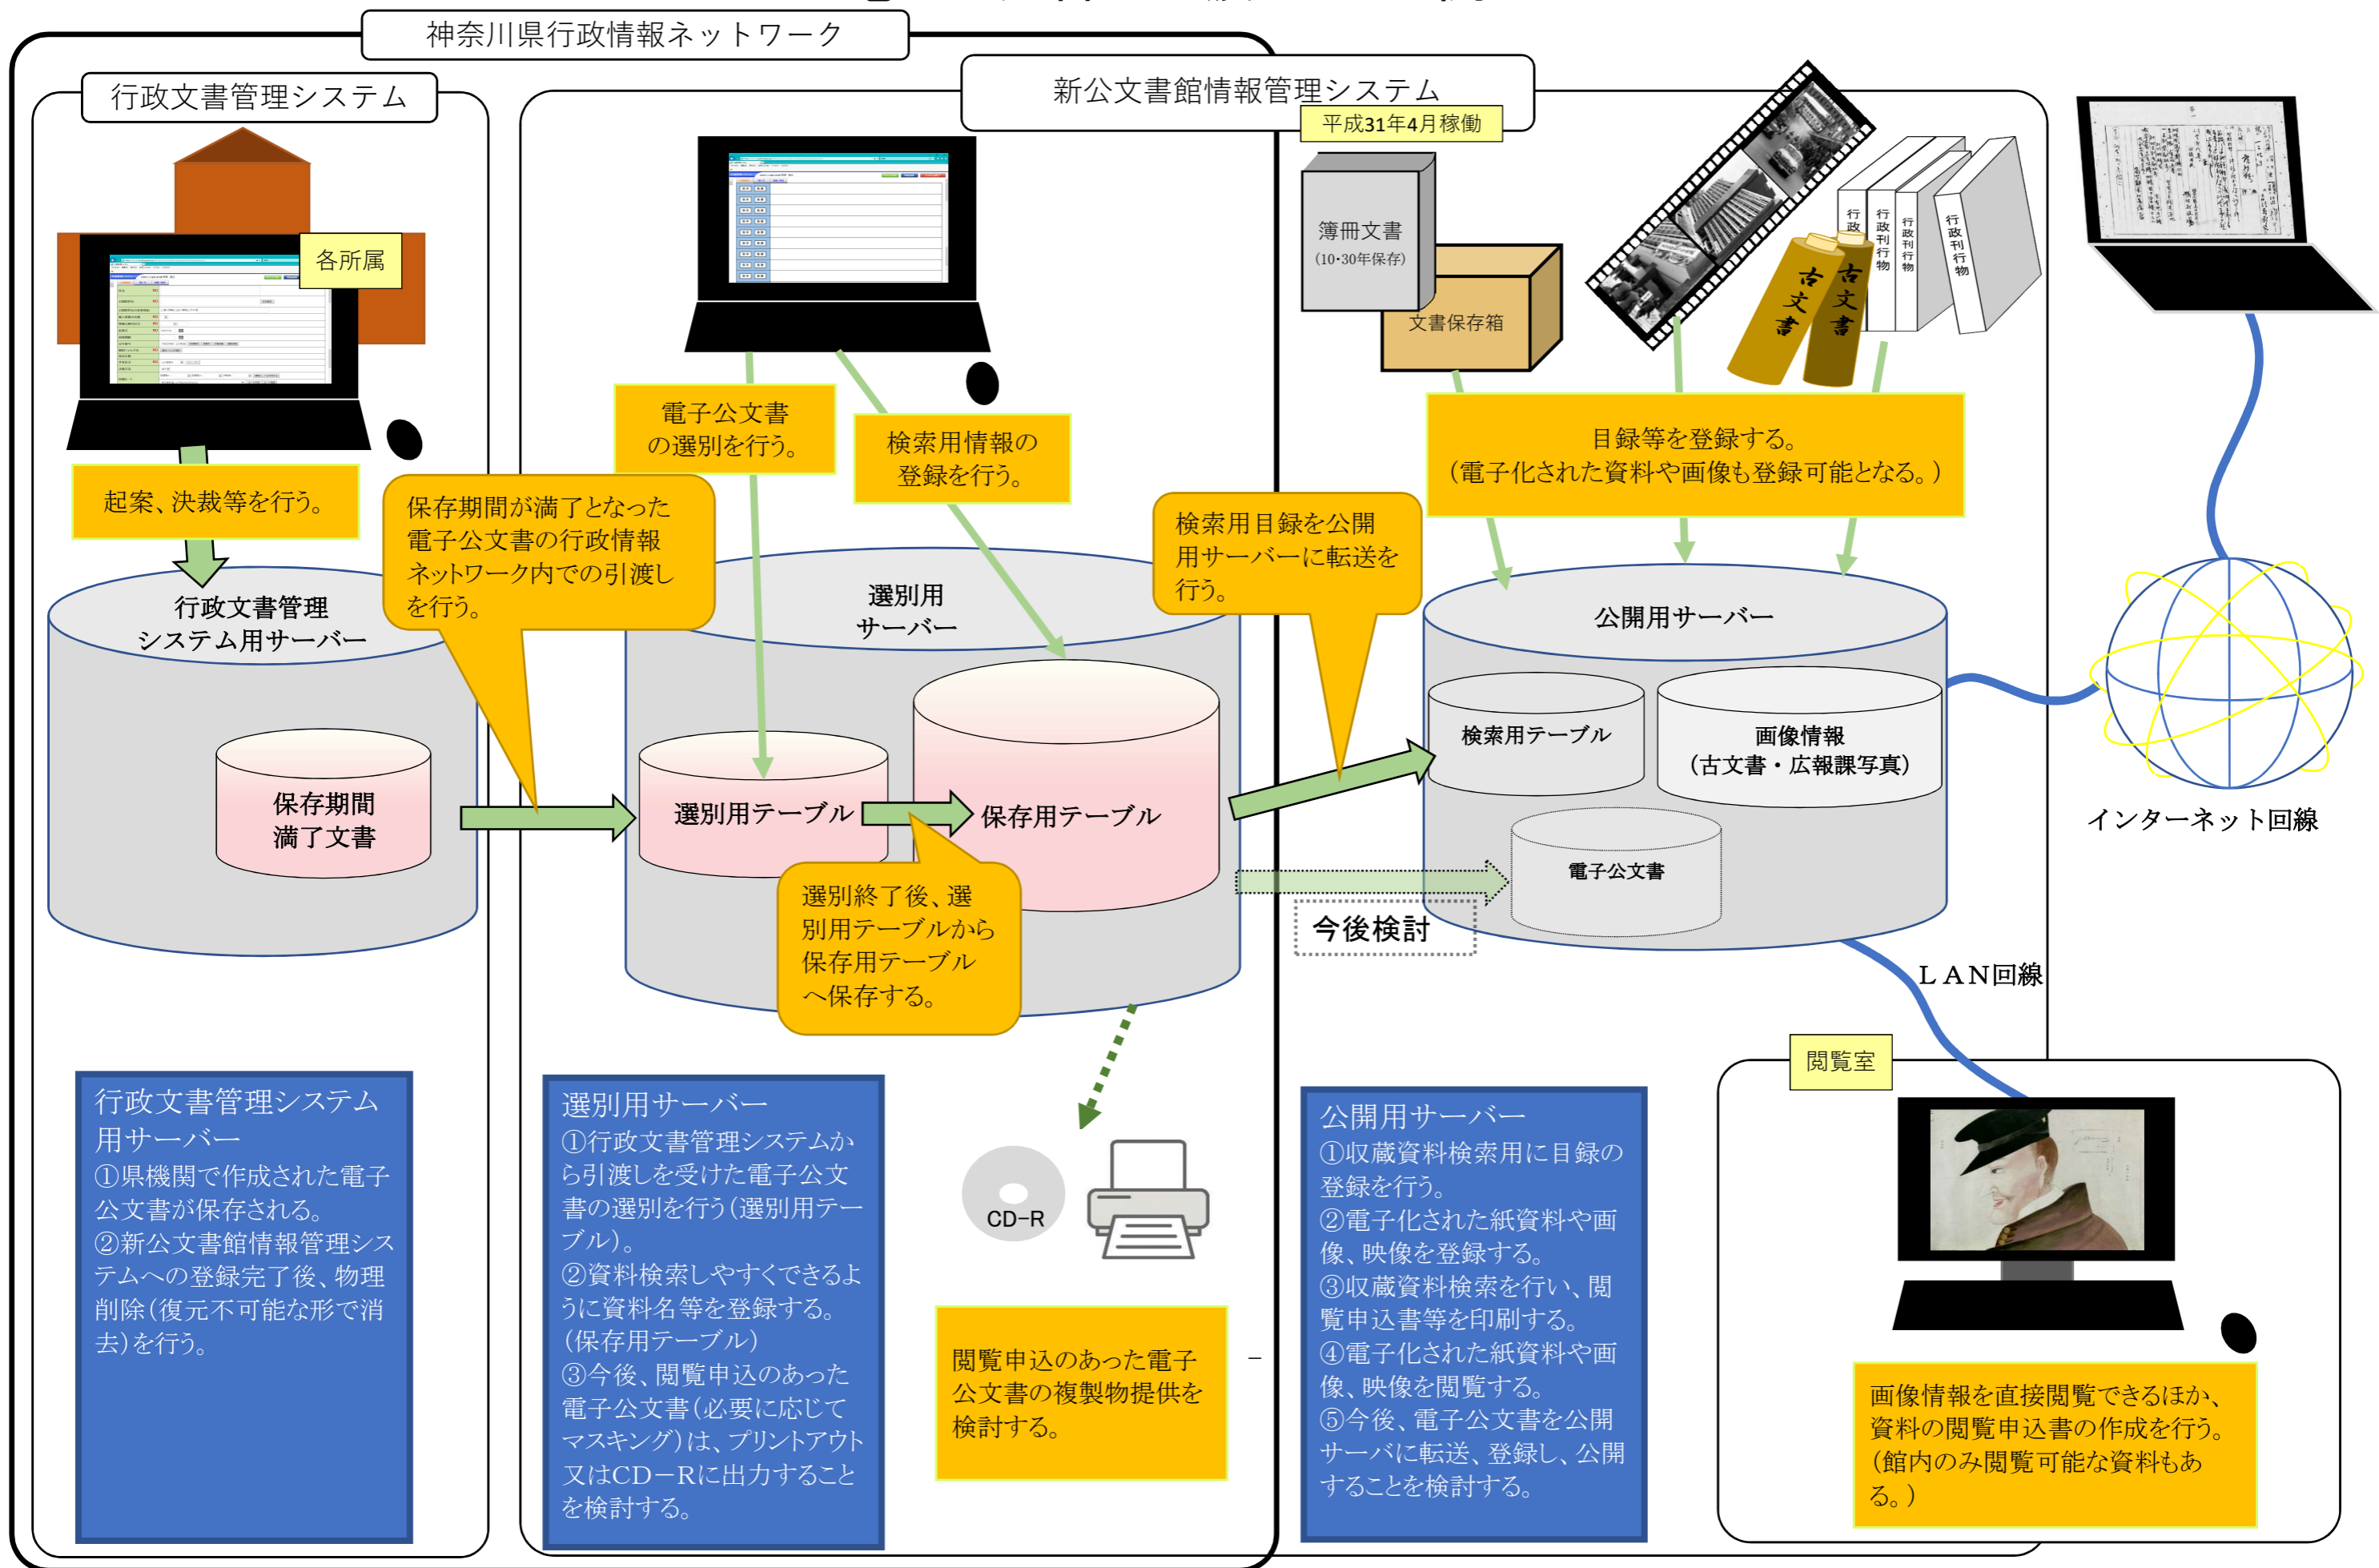 神奈川県行政情報ネットワーク
行政文書管理システム
新公文書館情報管理システム
平成31年4月稼働
各所属
簿冊文書
(10・30年保存)
文書保存箱
古文書
古文書
行政
行政刊行物
行政刊行物
行政刊行物
起案、決裁等を行う。
電子公文書
の選別を行う。
検索用情報の
登録を行う。
目録等を登録する。
（電子化された資料や画像も登録可能となる。）
保存期間が満了となった
電子公文書の行政情報
ネットワーク内での引渡し
を行う。
検索用目録を公開
用サーバーに転送を
行う。
行政文書管理
システム用サーバー
保存期間
満了文書
選別用
サーバー
選別用テーブル
保存用テーブル
選別終了後、選
別用テーブルから
保存用テーブル
へ保存する。
公開用サーバー
検索用テーブル
画像情報
（古文書・広報課写真）
電子公文書
今後検討
インターネット回線
ＬＡＮ回線
行政文書管理システム
用サーバー
①県機関で作成された電子
公文書が保存される。
②新公文書館情報管理シス
テムへの登録完了後、物理
削除（復元不可能な形で消
去）を行う。
選別用サーバー
①行政文書管理システムか
ら引渡しを受けた電子公文
書の選別を行う（選別用テー
ブル）。
②資料検索しやすくできるよ
うに資料名等を登録する。
（保存用テーブル）
③今後、閲覧申込のあった
電子公文書（必要に応じて
マスキング）は、プリントアウト
又はCD－Rに出力すること
を検討する。
CD-R
閲覧申込のあった電子
公文書の複製物提供を
検討する。
公開用サーバー
①収蔵資料検索用に目録の
登録を行う。
②電子化された紙資料や画
像、映像を登録する。
③収蔵資料検索を行い、閲
覧申込書等を印刷する。
④電子化された紙資料や画
像、映像を閲覧する。
⑤今後、電子公文書を公開
サーバに転送、登録し、公開
することを検討する。
閲覧室
画像情報を直接閲覧できるほか、
資料の閲覧申込書の作成を行う。
（館内のみ閲覧可能な資料もあ
る。）